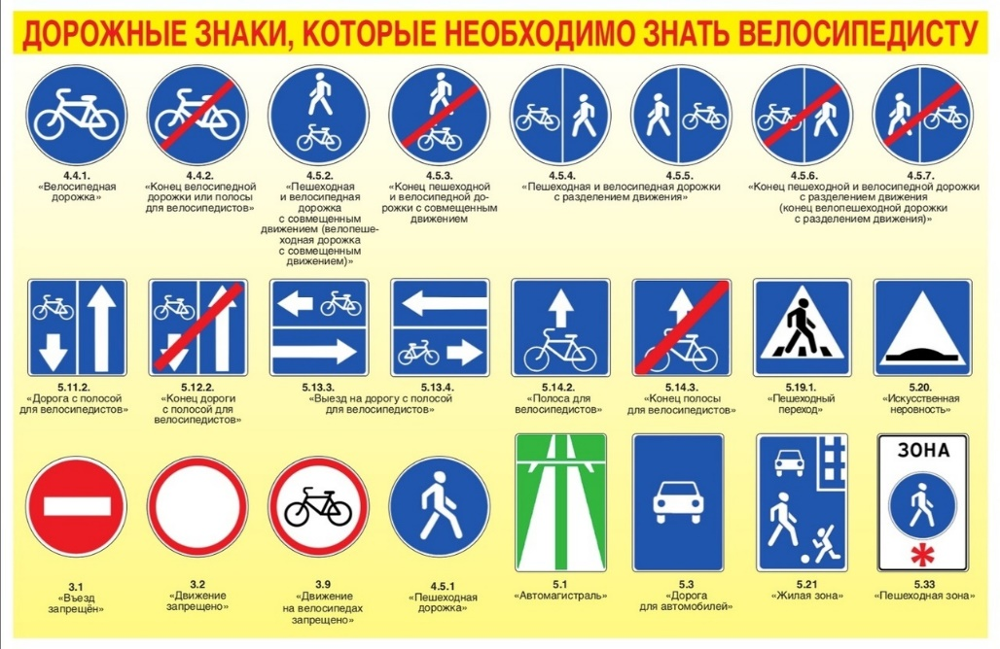 ДОРОЖНЫЕ ЗНАКИ, КОТОРЫЕ НЕОБХОДИМО ЗНАТЬ ВЕЛОСИПЕДИСТУ
4.4.1.
«Велосипедная
дорожка»
4.4.2.
«Конец велосипедной
дорожки или полосы
для велосипедистов»
4.5.2.
«Пешеходная
и велосипедная
дорожка
с совмещенным
движением (велопеше-
ходная дорожка
с совмещенным
движением)»
4.5.3.
«Конец пешеходной
и велосипедной до-
рожки с совмещенным
движением
4.5.4. 4.5.5.
«Пешеходная и велосипедная дорожки
с разделением движения»
4.5.6. 4.5.7.
«Конец пешеходной и велосипедной дорожки
с разделением движения
(конец велопешеходной дорожки
с разделением движения)»
5.11.2.
«Дорога с полосой
для велосипедистов»
5.12.2.
«Конец дороги
с полосой для
велосипедистов»
5.13.3. 5.13.4.
«Выезд на дорогу с полосой
для велосипедистов»
5.14.2.
«Полоса для
велосипедистов»
5.14.3.
«Конец полосы
для велосипедистов»
5.19.1.
«Пешеходный
переход»
5.20.
«Искусственная
неровность»
ЗОНА
3.1
«Въезд
запрещён»
3.2
«Движение
запрещено»
3.9
«Движение
на велосипедах
запрещено»
4.5.1
«Пешеходная
дорожка»
5.1
«Автомагистраль»
5.3
«Дорога
для автомобилей»
5.21
«Жилая зона»
5.33
«Пешеходная зона»